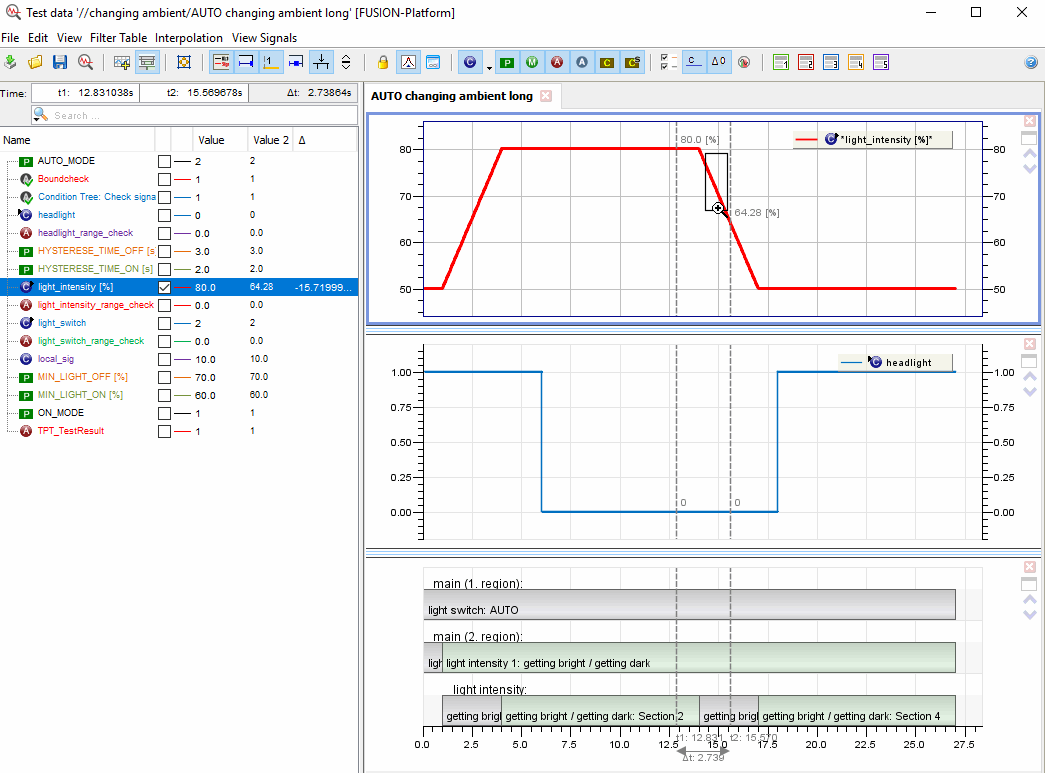 Test data '//changing ambient/AUTO changing ambient long' [FUSION-Platform]
File Edit View Filter Table Interpolation View Signals
Time: t1: 12.831038s t2: 15.569678s Δt: 2.73864s
Search ...
Name Value Value 2 Δ
P AUTO_MODE 2 2
A Boundcheck 1 1
A Condition Tree: Check signa 1 1
C headlight 0 0
A headlight_range_check 0.0 0.0
P HYSTERESE_TIME_OFF [s 3.0 3.0
P HYSTERESE_TIME_ON [s] 2.0 2.0
C light_intensity [%] 80.0 64.28 -15.71999...
A light_intensity_range_check 0.0 0.0
C light_switch 2 2
A light_switch_range_check 0.0 0.0
C local_sig 10.0 10.0
P MIN_LIGHT_OFF [%] 70.0 70.0
P MIN_LIGHT_ON [%] 60.0 60.0
P ON_MODE 1 1
A TPT_TestResult 1 1
AUTO changing ambient long
80.0 [%]
C *light_intensity [%]*
80 80
70 70
64.28 [%]
60 60
50 50
C headlight
1.00 1.00
0.75 0.75
0.50 0.50
0.25 0.25
0 0
0.00 0.00
main (1. region):
light switch: AUTO
main (2. region):
ligh light intensity 1: getting bright / getting dark
light intensity:
getting brigl getting bright / getting dark: Section 2 getting brigl getting bright / getting dark: Section 4
t1: 12.831 t2: 15.570
0.0 2.5 5.0 7.5 10.0 12.5 15.0 17.5 20.0 22.5 25.0 27.5
Δt: 2.739